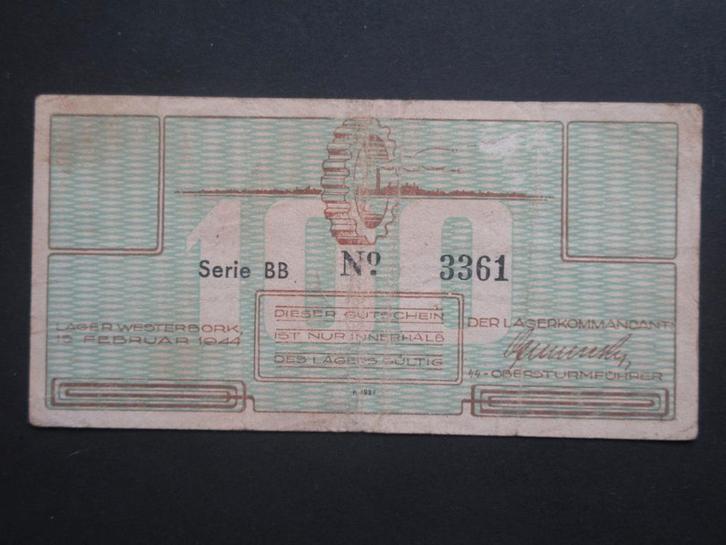 100
Serie BB Nº 3361
LAGER WESTERBORK,
15 FEBRUAR 1944
DIESER GUTSCHEIN
IST NUR INNERHALB
DES LAGERS GÜLTIG
DER LAGERKOMMANDANT:
SS-OBERSTURMFÜHRER